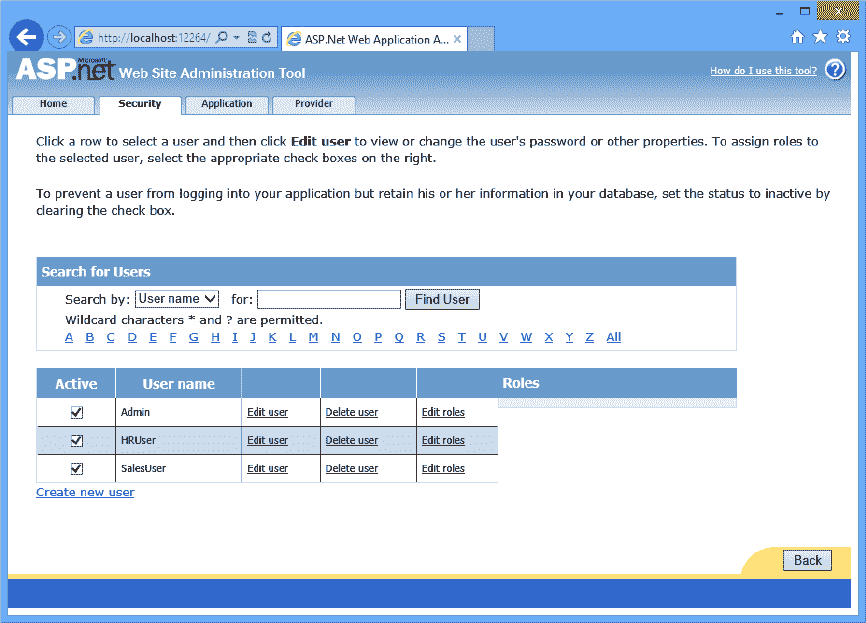 http://localhost:12264/
ASP.Net Web Application A...
Microsoft
ASP.net Web Site Administration Tool
How do I use this tool?
Home Security Application Provider
Click a row to select a user and then click Edit user to view or change the user's password or other properties. To assign roles to
the selected user, select the appropriate check boxes on the right.
To prevent a user from logging into your application but retain his or her information in your database, set the status to inactive by
clearing the check box.
Search for Users
Search by: User name for: Find User
Wildcard characters * and ? are permitted.
A B C D E F G H I J K L M N O P Q R S T U V W X Y Z All
Active User name Roles
Admin Edit user Delete user Edit roles
HRUser Edit user Delete user Edit roles
SalesUser Edit user Delete user Edit roles
Create new user
Back